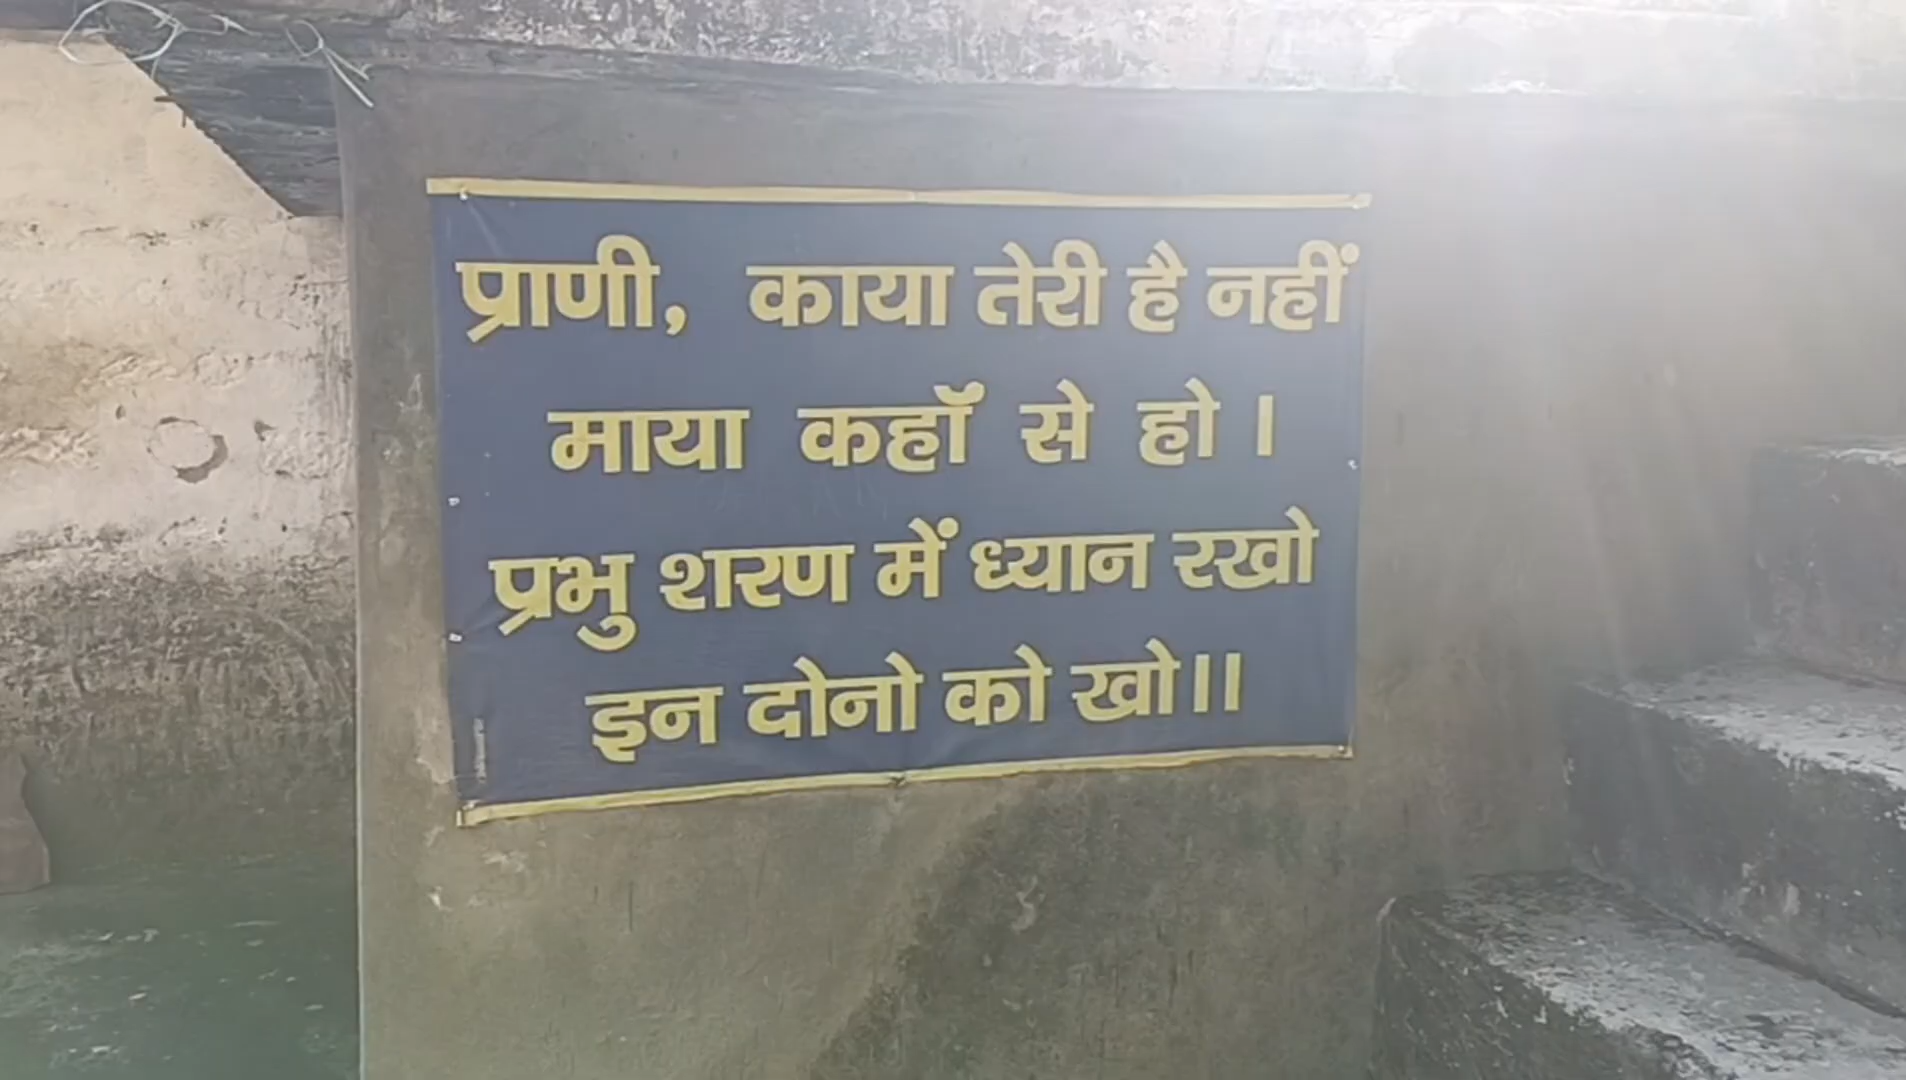 प्राणी, काया तेरी है नहीं
माया कहॉ से हो ।
प्रभु शरण में ध्यान रखो
इन दोनो को खो।।